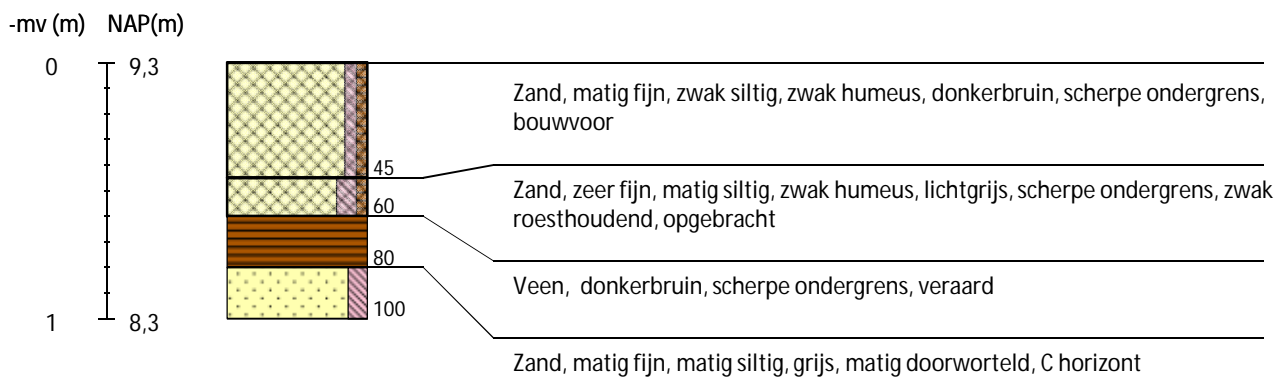 -mv (m) NAP(m)
0 9,3
Zand, matig fijn, zwak siltig, zwak humeus, donkerbruin, scherpe ondergrens,
bouwvoor
45
Zand, zeer fijn, matig siltig, zwak humeus, lichtgrijs, scherpe ondergrens, zwak
roesthoudend, opgebracht
60
80
Veen, donkerbruin, scherpe ondergrens, veraard
100
1 8,3
Zand, matig fijn, matig siltig, grijs, matig doorworteld, C horizont